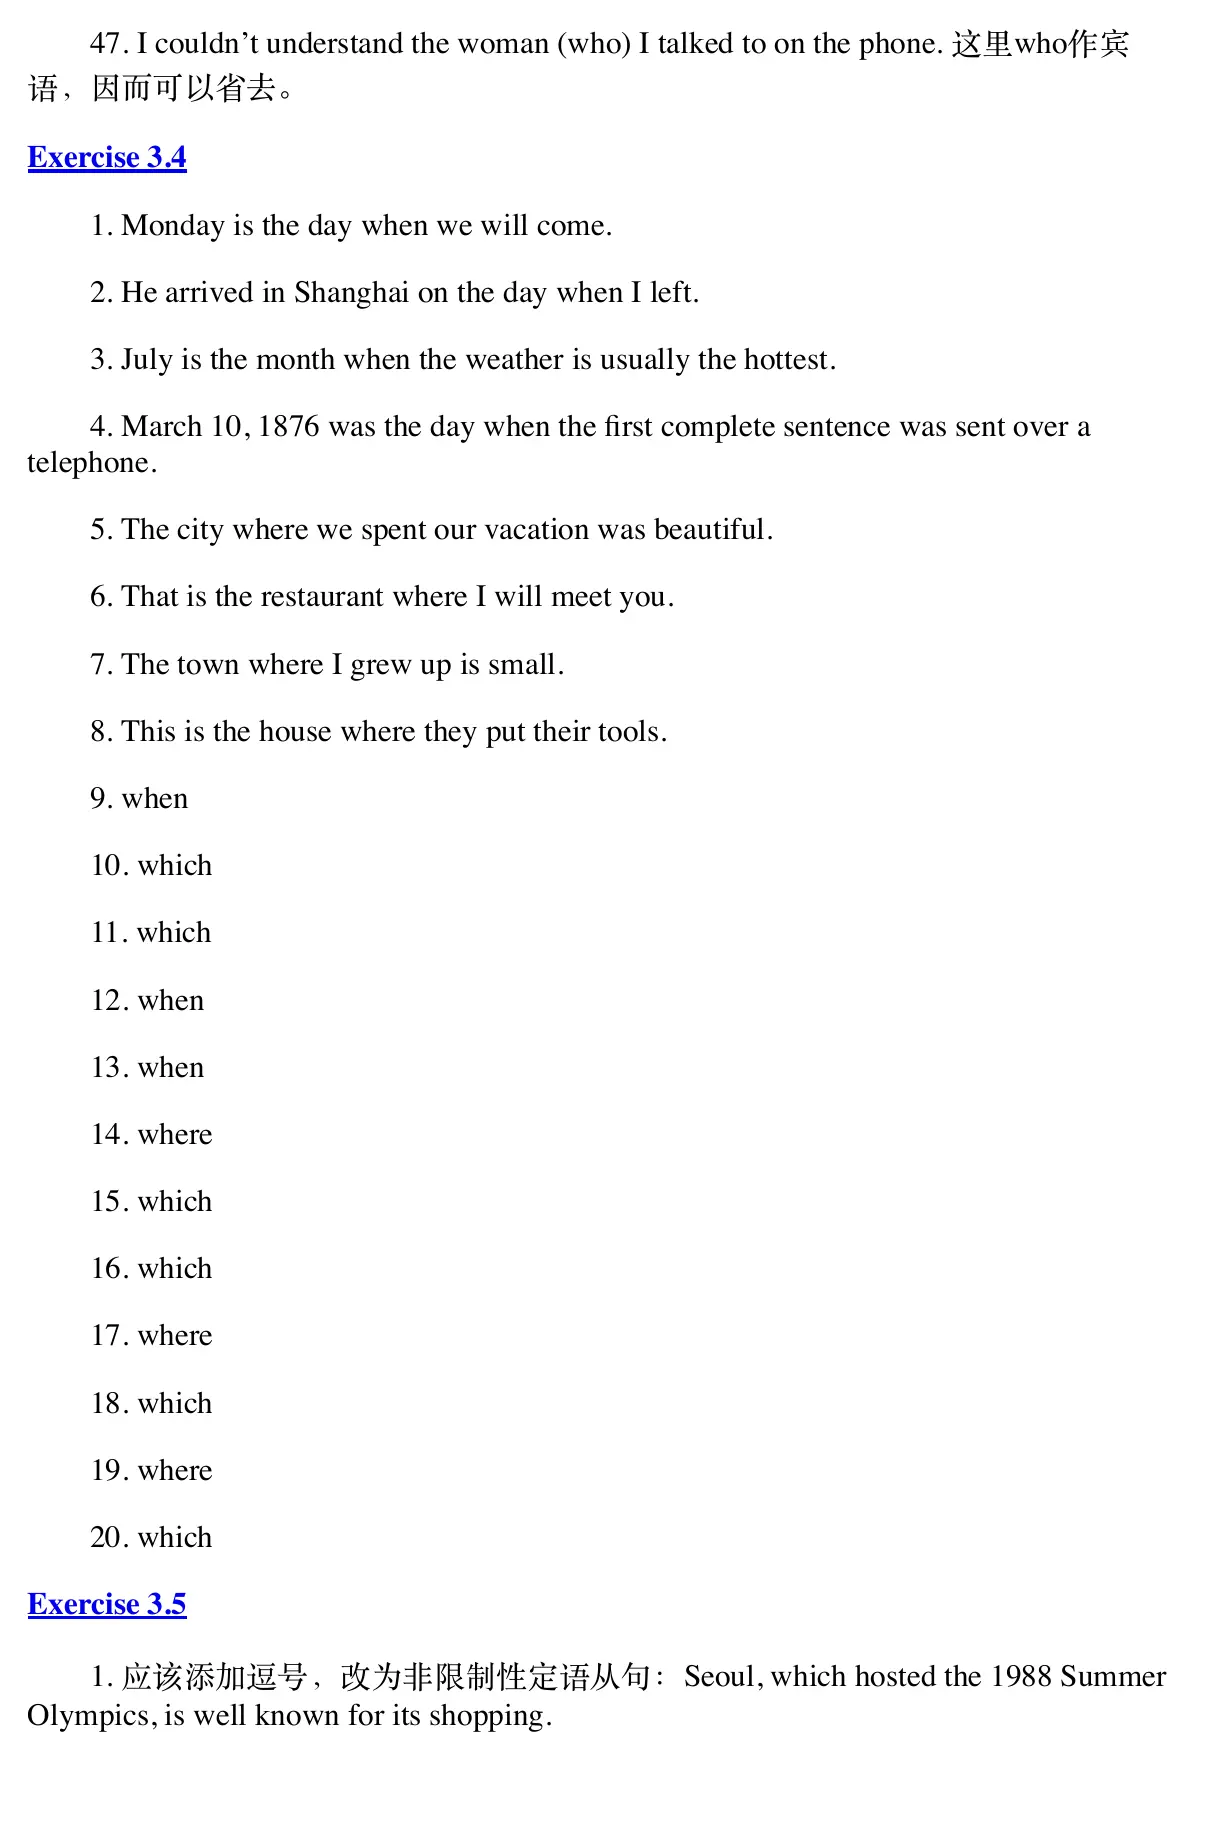 47. I couldn’t understand the woman (who) I talked to on the phone. 这里who作宾
语，因而可以省去。
Exercise 3.4
1. Monday is the day when we will come.
2. He arrived in Shanghai on the day when I left.
3. July is the month when the weather is usually the hottest.
4. March 10, 1876 was the day when the first complete sentence was sent over a
telephone.
5. The city where we spent our vacation was beautiful.
6. That is the restaurant where I will meet you.
7. The town where I grew up is small.
8. This is the house where they put their tools.
9. when
10. which
11. which
12. when
13. when
14. where
15. which
16. which
17. where
18. which
19. where
20. which
Exercise 3.5
1. 应该添加逗号，改为非限制性定语从句：Seoul, which hosted the 1988 Summer
Olympics, is well known for its shopping.